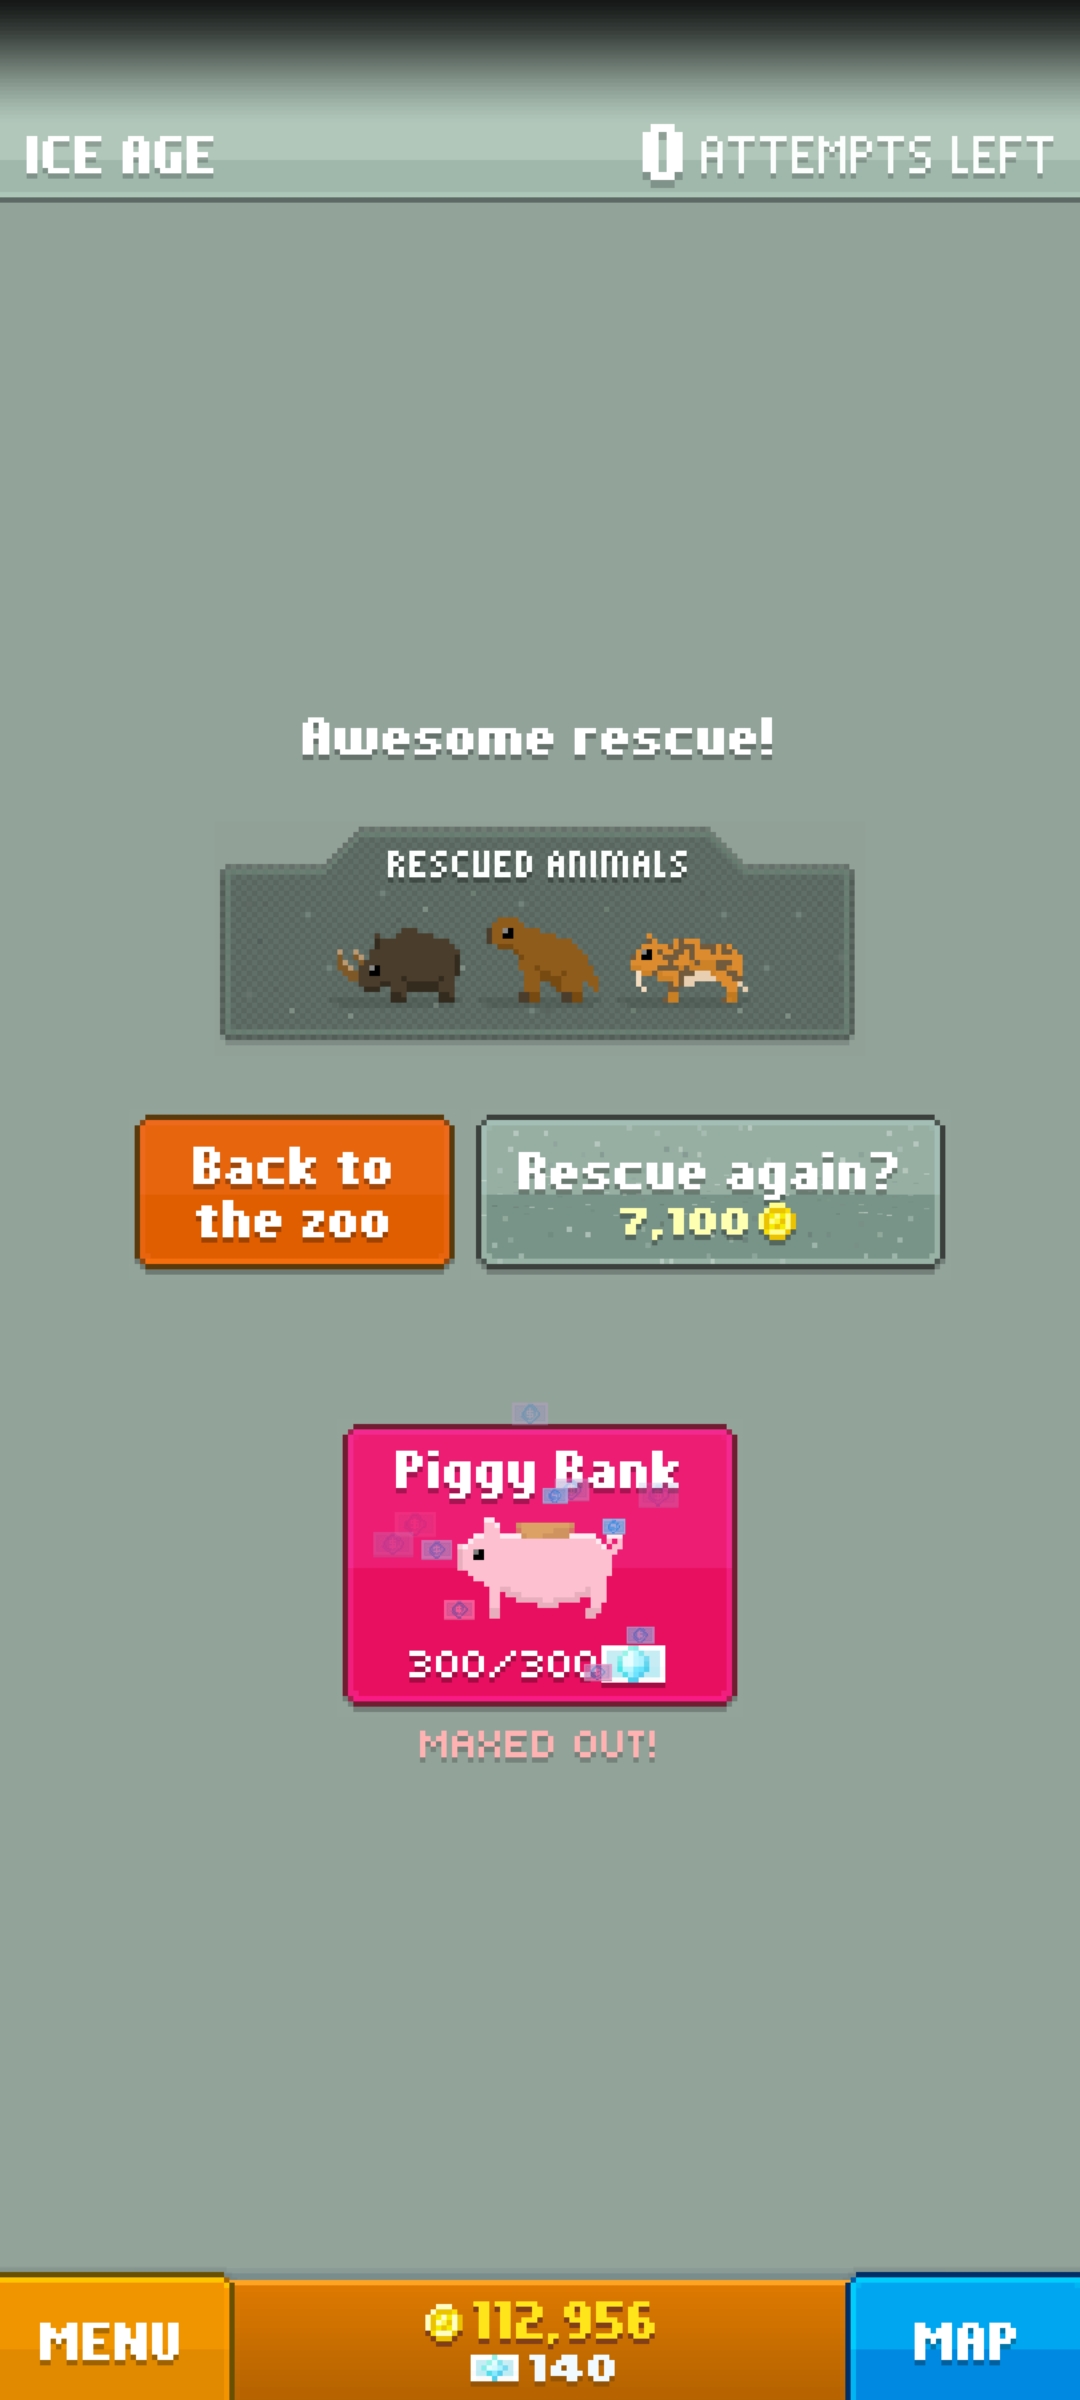 ICE AGE
0 ATTEMPTS LEFT
Awesome rescue!
RESCUED ANIMALS
Back to
the zoo
Rescue again?
7,100
Piggy Bank
300/300
MAXED OUT!
MENU
112,956
140
MAP